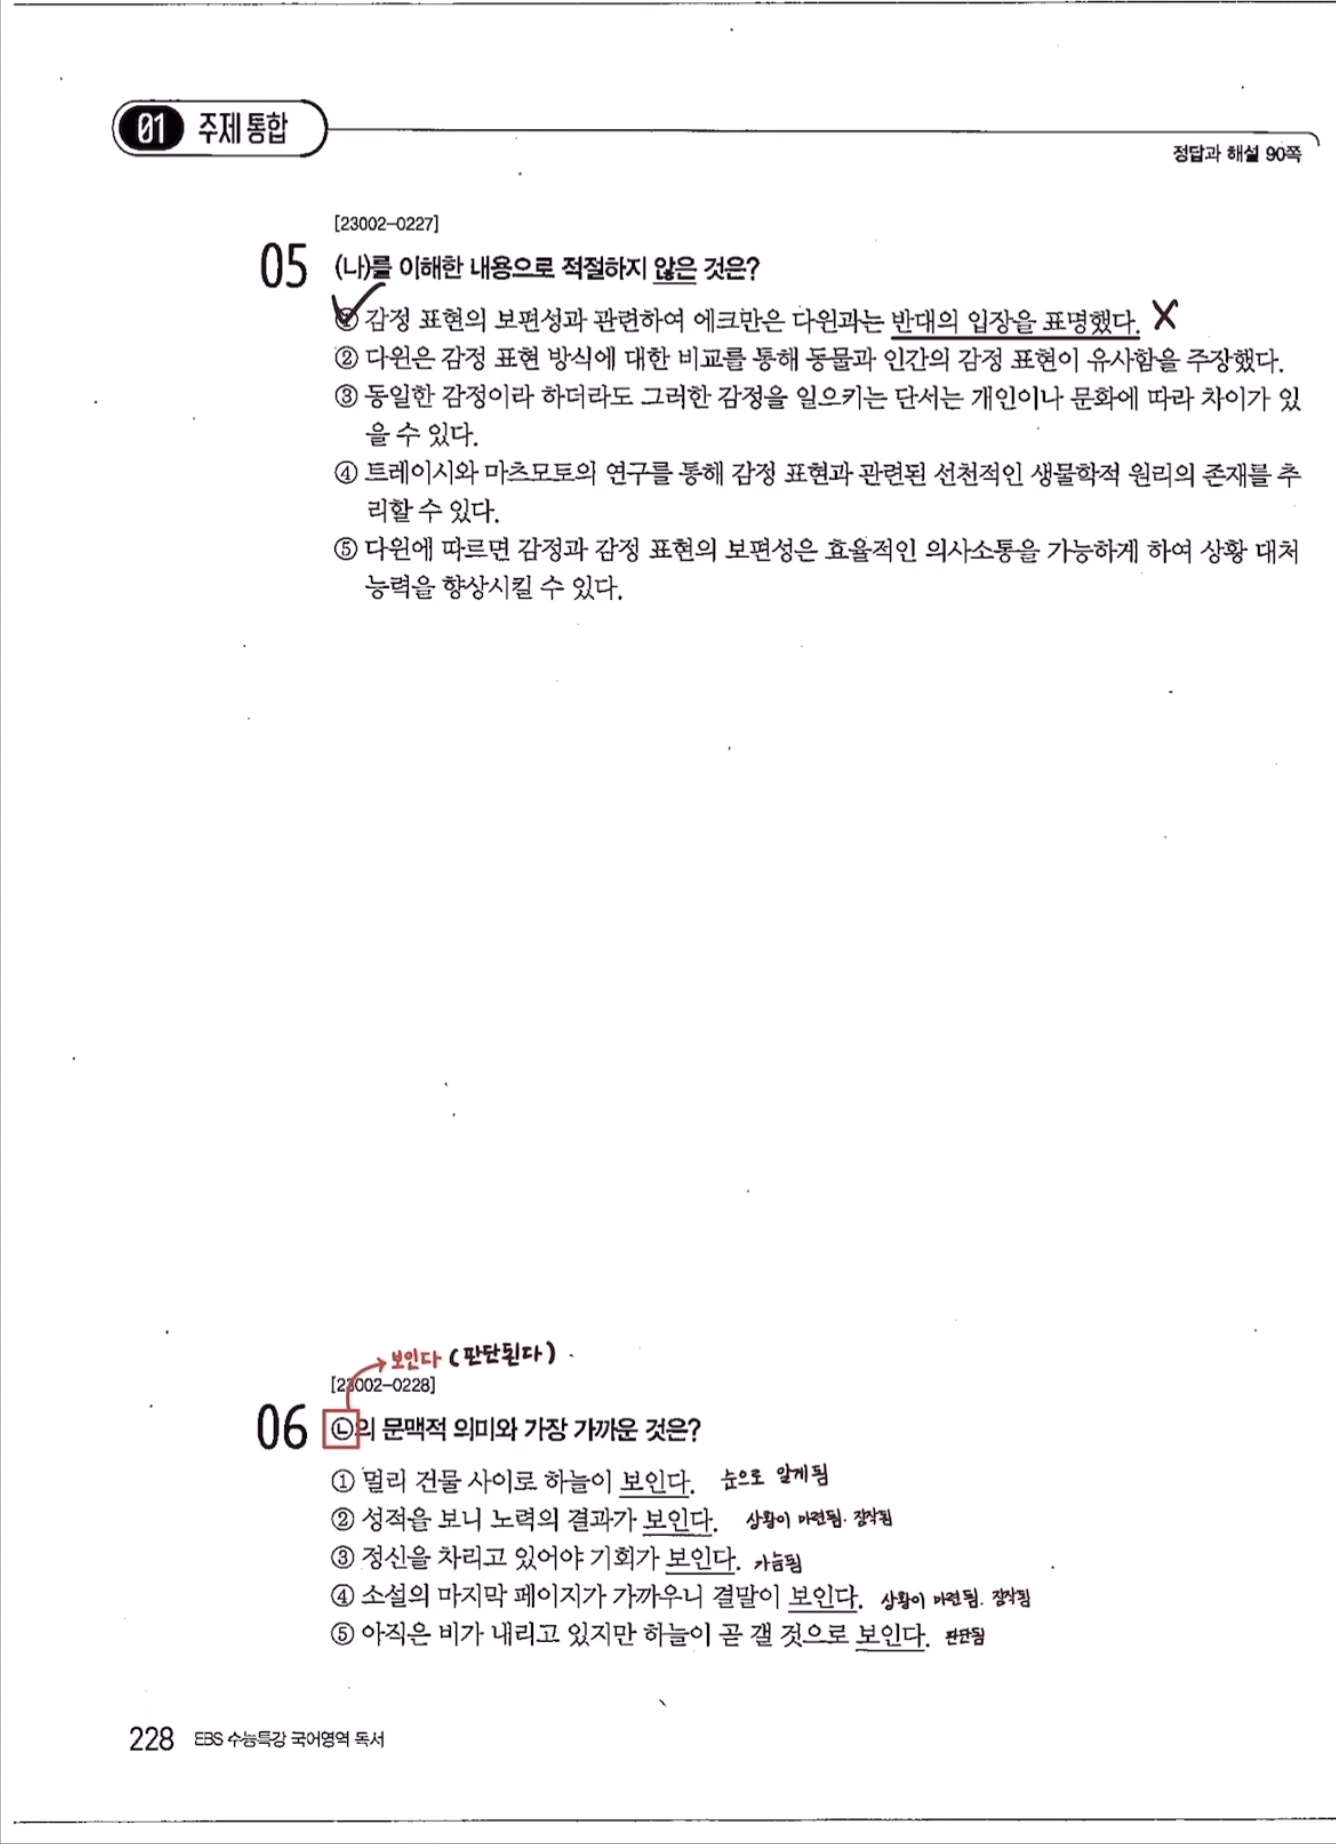 01 주제 통합
정답과 해설 90쪽
[23002-0227]
05 (나)를 이해한 내용으로 적절하지 않은 것은?
① 감정 표현의 보편성과 관련하여 에크만은 다윈과는 반대의 입장을 표명했다. X
② 다윈은 감정 표현 방식에 대한 비교를 통해 동물과 인간의 감정 표현이 유사함을 주장했다.
③ 동일한 감정이라 하더라도 그러한 감정을 일으키는 단서는 개인이나 문화에 따라 차이가 있
을 수 있다.
④ 트레이시와 마츠모토의 연구를 통해 감정 표현과 관련된 선천적인 생물학적 원리의 존재를 추
리할 수 있다.
⑤ 다윈에 따르면 감정과 감정 표현의 보편성은 효율적인 의사소통을 가능하게 하여 상황 대처
능력을 향상시킬 수 있다.
보인다 (판단된다)
[23002-0228]
06 ㉡의 문맥적 의미와 가장 가까운 것은?
① 멀리 건물 사이로 하늘이 보인다. 눈으로 알게됨
② 성적을 보니 노력의 결과가 보인다. 상황이 마련됨. 짐작됨
③ 정신을 차리고 있어야 기회가 보인다. 가늠됨
④ 소설의 마지막 페이지가 가까우니 결말이 보인다. 상황이 마련됨. 짐작됨
⑤ 아직은 비가 내리고 있지만 하늘이 곧 갤 것으로 보인다. 판단됨
228 EBS 수능특강 국어영역 독서